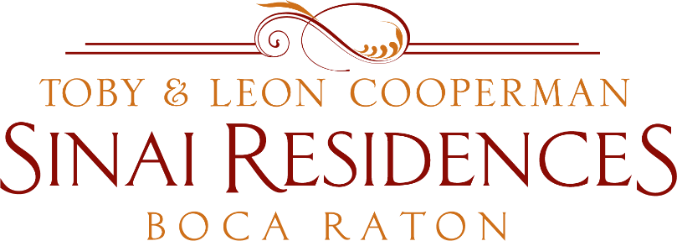 TOBY & LEON COOPERMAN
SINAI RESIDENCES
BOCA RATON